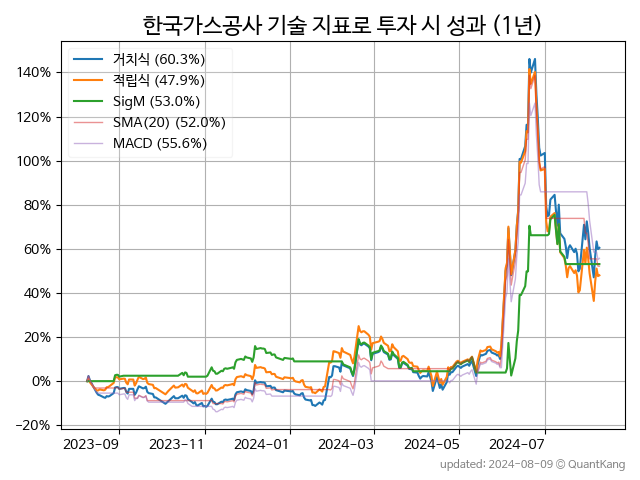 한국가스공사 기술 지표로 투자 시 성과 (1년)
거치식 (60.3%)
적립식 (47.9%)
SigM (53.0%)
SMA(20) (52.0%)
MACD (55.6%)
140%
120%
100%
80%
60%
40%
20%
0%
−20%
2023-09 2023-11 2024-01 2024-03 2024-05 2024-07
updated: 2024-08-09 © QuantKang